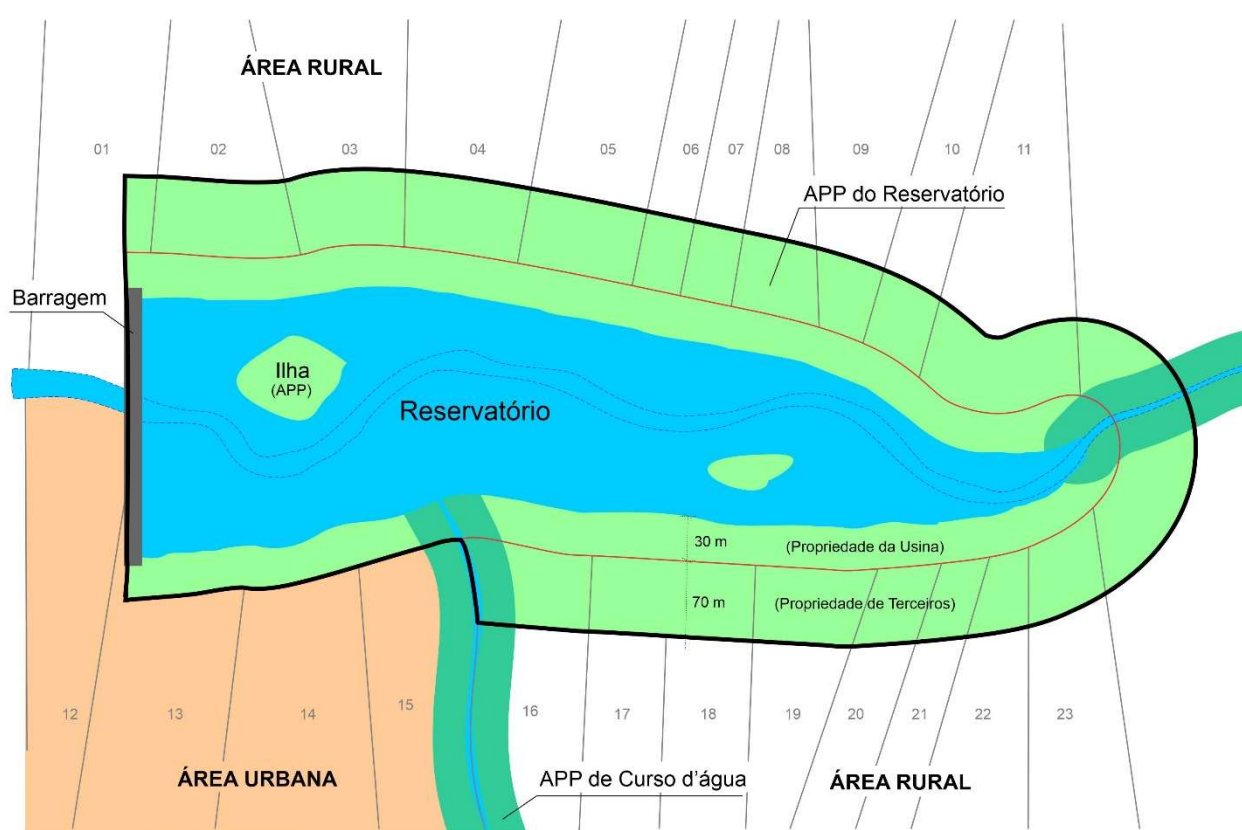 ÁREA RURAL
01
02
03
04
05
06
07
08
09
10
11
APP do Reservatório
Barragem
Ilha
(APP)
Reservatório
30 m
(Propriedade da Usina)
70 m
(Propriedade de Terceiros)
12
13
14
15
16
17
18
19
20
21
22
23
ÁREA URBANA
APP de Curso d'água
ÁREA RURAL